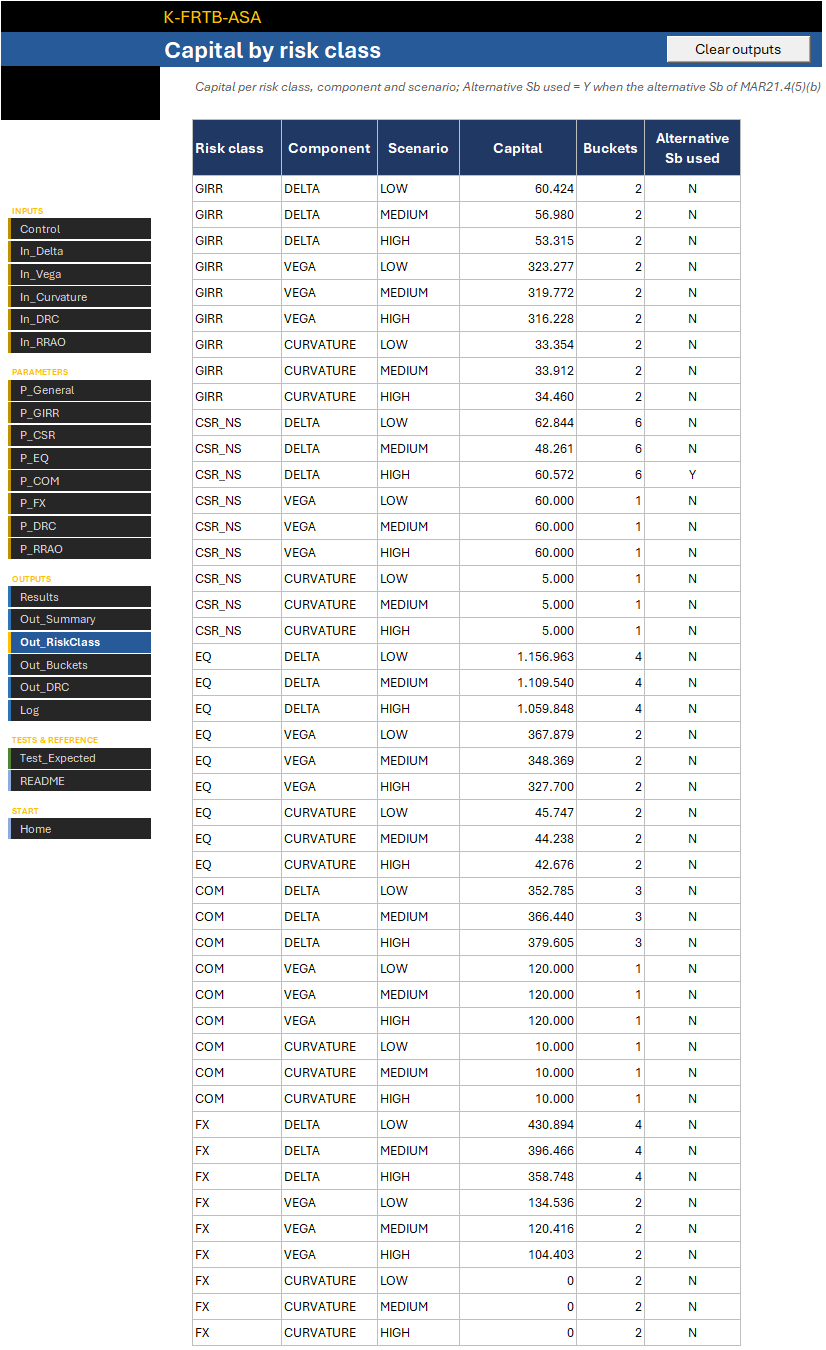 K-FRTB-ASA
Capital by risk class
Clear outputs
Capital per risk class, component and scenario; Alternative Sb used = Y when the alternative Sb of MAR21.4(5)(b)
INPUTS
Control
In_Delta
In_Vega
In_Curvature
In_DRC
In_RRAO
PARAMETERS
P_General
P_GIRR
P_CSR
P_EQ
P_COM
P_FX
P_DRC
P_RRAO
OUTPUTS
Results
Out_Summary
Out_RiskClass
Out_Buckets
Out_DRC
Log
TESTS & REFERENCE
Test_Expected
README
START
Home
Risk class Component Scenario Capital Buckets Alternative Sb used
GIRR DELTA LOW 60.424 2 N
GIRR DELTA MEDIUM 56.980 2 N
GIRR DELTA HIGH 53.315 2 N
GIRR VEGA LOW 323.277 2 N
GIRR VEGA MEDIUM 319.772 2 N
GIRR VEGA HIGH 316.228 2 N
GIRR CURVATURE LOW 33.354 2 N
GIRR CURVATURE MEDIUM 33.912 2 N
GIRR CURVATURE HIGH 34.460 2 N
CSR_NS DELTA LOW 62.844 6 N
CSR_NS DELTA MEDIUM 48.261 6 N
CSR_NS DELTA HIGH 60.572 6 Y
CSR_NS VEGA LOW 60.000 1 N
CSR_NS VEGA MEDIUM 60.000 1 N
CSR_NS VEGA HIGH 60.000 1 N
CSR_NS CURVATURE LOW 5.000 1 N
CSR_NS CURVATURE MEDIUM 5.000 1 N
CSR_NS CURVATURE HIGH 5.000 1 N
EQ DELTA LOW 1.156.963 4 N
EQ DELTA MEDIUM 1.109.540 4 N
EQ DELTA HIGH 1.059.848 4 N
EQ VEGA LOW 367.879 2 N
EQ VEGA MEDIUM 348.369 2 N
EQ VEGA HIGH 327.700 2 N
EQ CURVATURE LOW 45.747 2 N
EQ CURVATURE MEDIUM 44.238 2 N
EQ CURVATURE HIGH 42.676 2 N
COM DELTA LOW 352.785 3 N
COM DELTA MEDIUM 366.440 3 N
COM DELTA HIGH 379.605 3 N
COM VEGA LOW 120.000 1 N
COM VEGA MEDIUM 120.000 1 N
COM VEGA HIGH 120.000 1 N
COM CURVATURE LOW 10.000 1 N
COM CURVATURE MEDIUM 10.000 1 N
COM CURVATURE HIGH 10.000 1 N
FX DELTA LOW 430.894 4 N
FX DELTA MEDIUM 396.466 4 N
FX DELTA HIGH 358.748 4 N
FX VEGA LOW 134.536 2 N
FX VEGA MEDIUM 120.416 2 N
FX VEGA HIGH 104.403 2 N
FX CURVATURE LOW 0 2 N
FX CURVATURE MEDIUM 0 2 N
FX CURVATURE HIGH 0 2 N